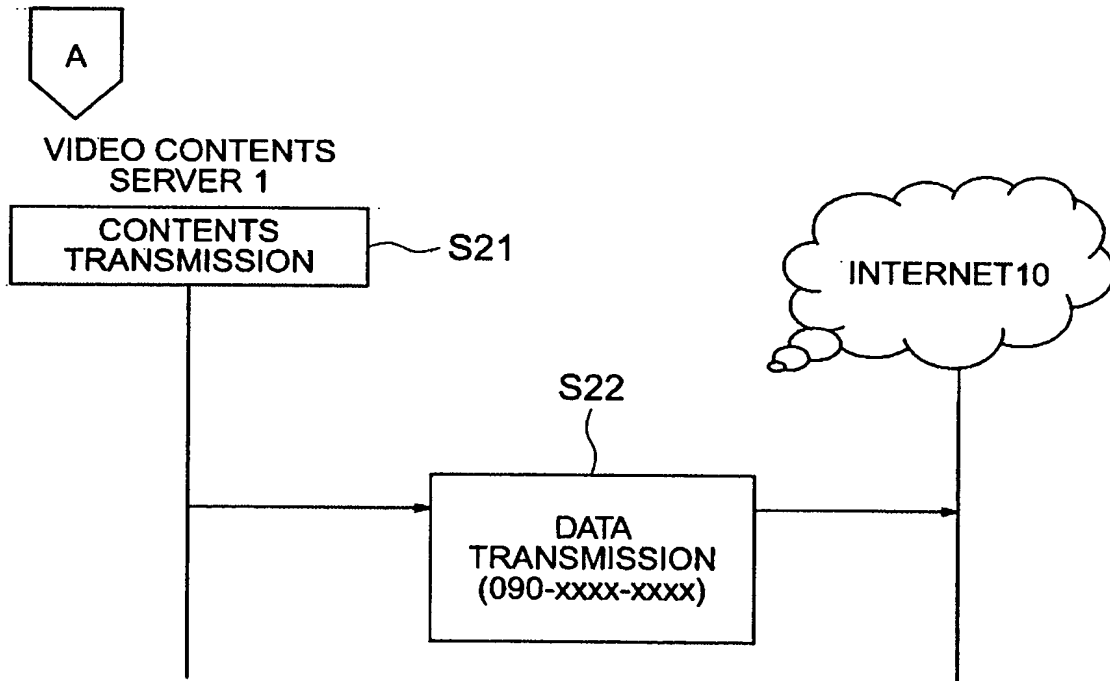 A
VIDEO CONTENTS
SERVER 1
CONTENTS
TRANSMISSION
S21
INTERNET10
S22
DATA
TRANSMISSION
(090-xxxx-xxxx)